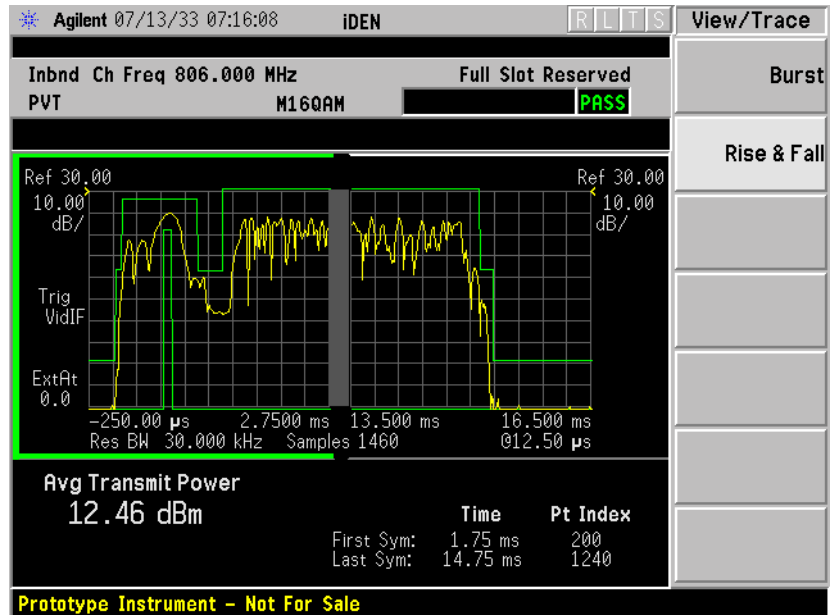 Agilent 07/13/33 07:16:08 iDEN R L T S View/Trace
Inbnd Ch Freq 806.000 MHz Full Slot Reserved
PVT M16QAM PASS
Burst
Rise & Fall
Ref 30.00 Ref 30.00
10.00 10.00
dB/ dB/
Trig
VidIF
ExtAt
0.0
-250.00 µs 2.7500 ms 13.500 ms 16.500 ms
Res BW 30.000 kHz Samples 1460 @12.50 µs
Avg Transmit Power
12.46 dBm
Time Pt Index
First Sym: 1.75 ms 200
Last Sym: 14.75 ms 1240
Prototype Instrument - Not For Sale